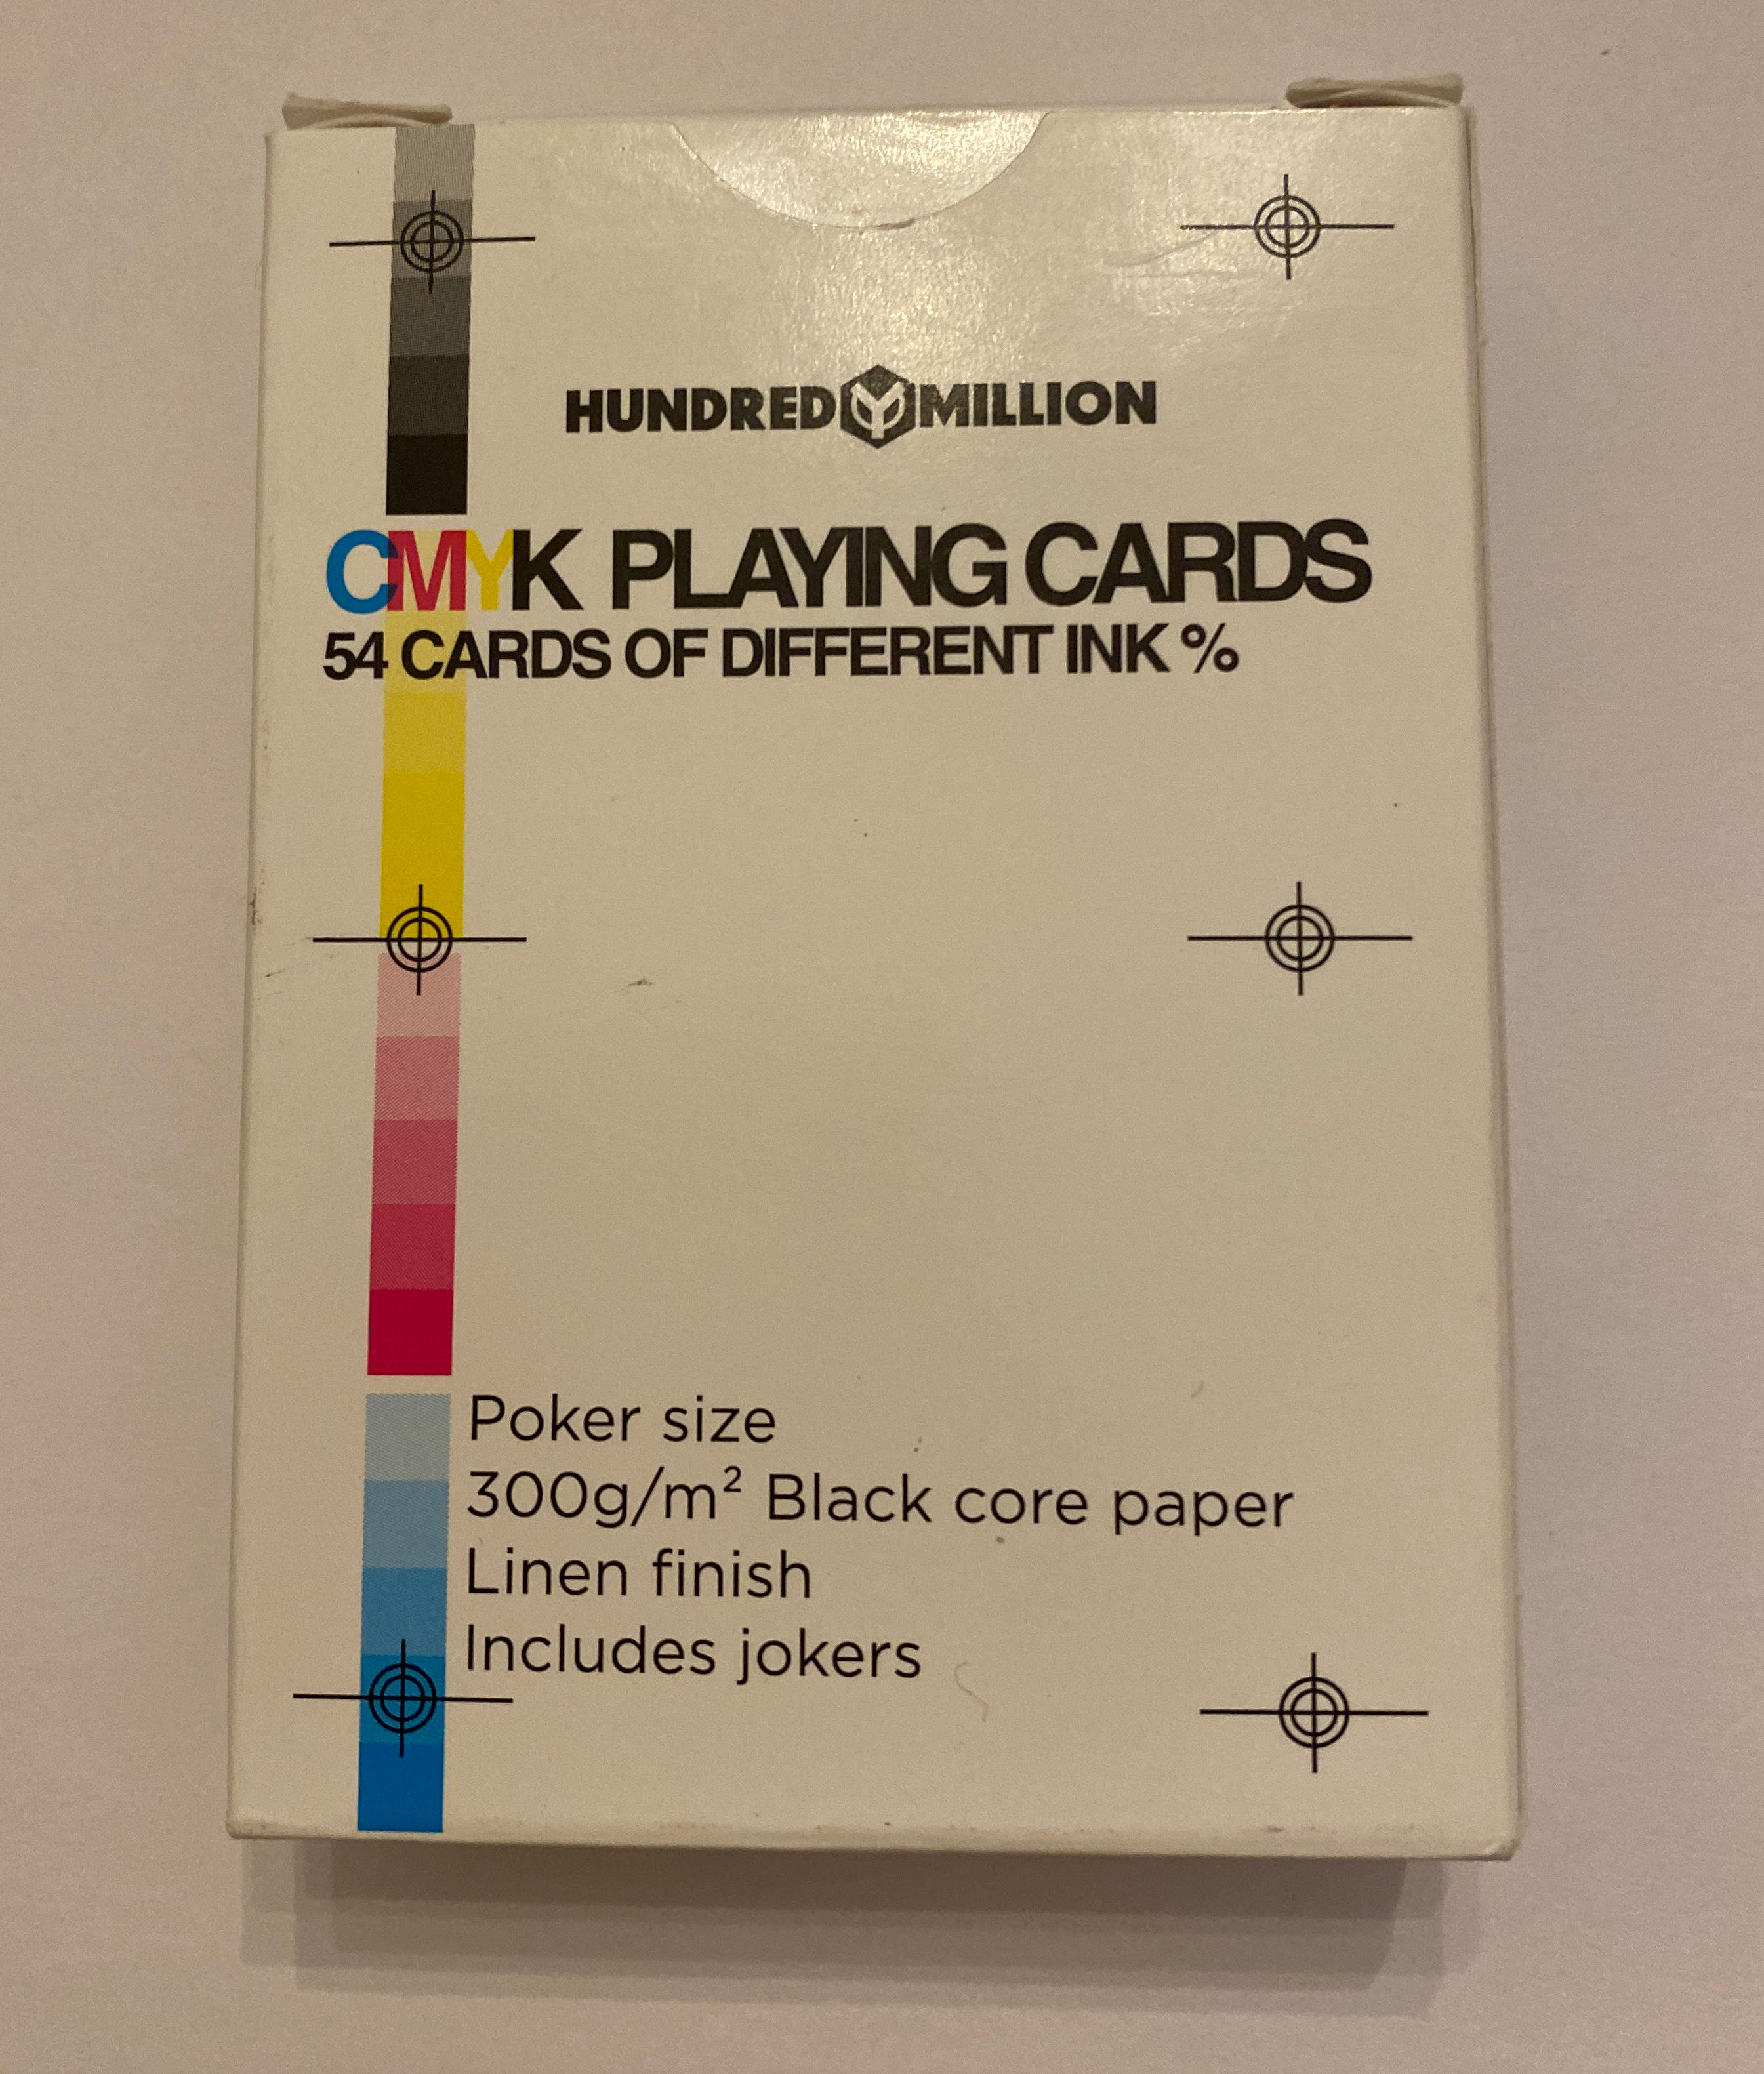 HUNDRED MILLION
CMYK PLAYING CARDS
54 CARDS OF DIFFERENT INK %
Poker size
300g/m² Black core paper
Linen finish
Includes jokers